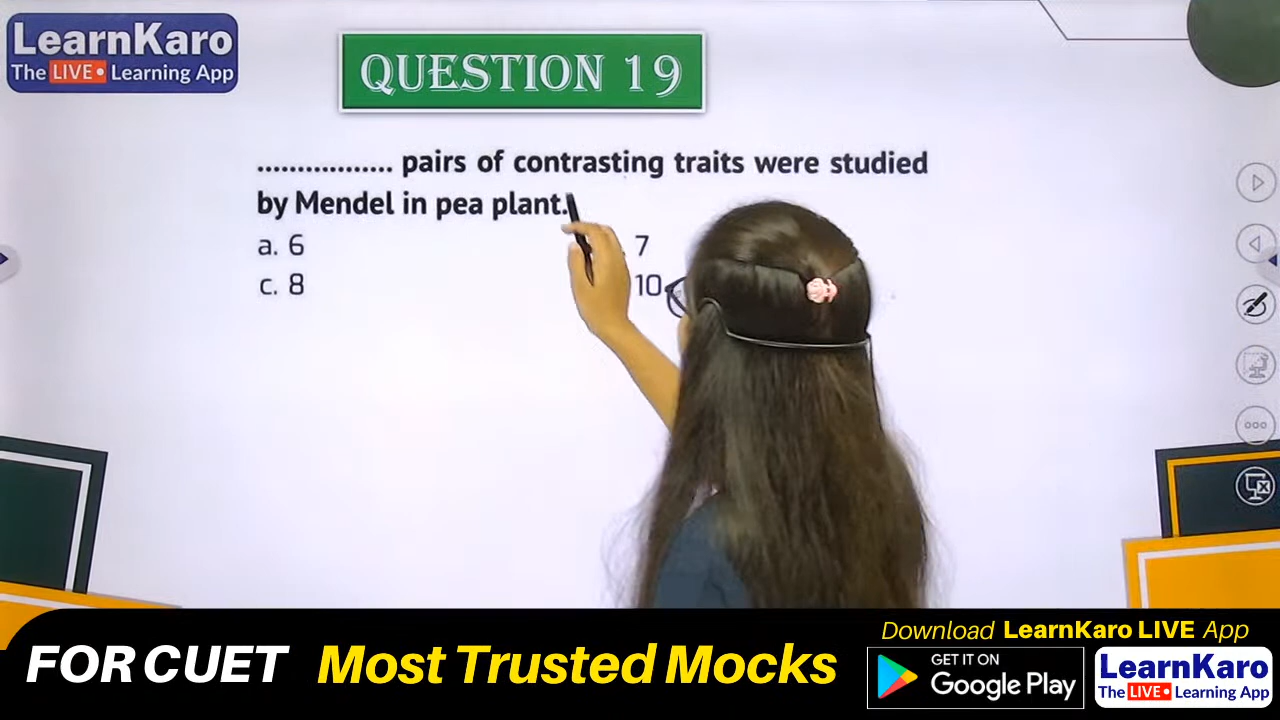 LearnKaro
The LIVE • Learning App
QUESTION 19
................. pairs of contrasting traits were studied
by Mendel in pea plant.
a. 6
7
c. 8
10
FOR CUET Most Trusted Mocks
Download LearnKaro LIVE App
GET IT ON
Google Play
LearnKaro
The LIVE • Learning App